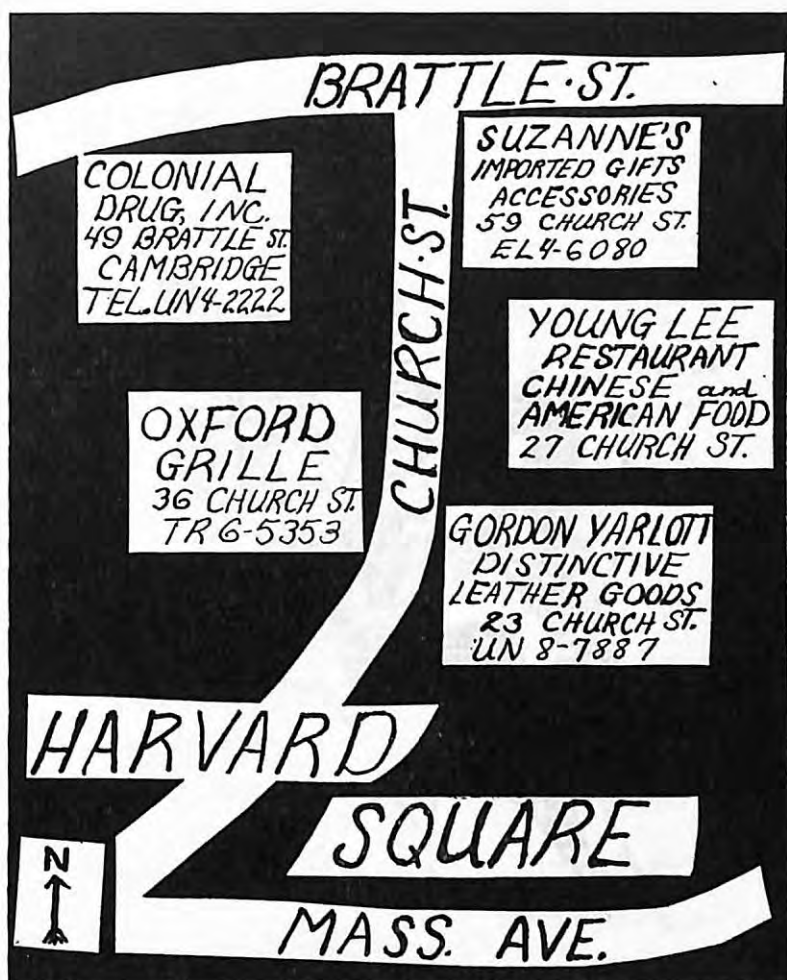 BRATTLE·ST.
SUZANNE'S
IMPORTED GIFTS
ACCESSORIES
59 CHURCH ST.
EL4-6080
COLONIAL
DRUG, INC.
49 BRATTLE ST.
CAMBRIDGE
TEL.UN4-2222
CHURCH·ST.
YOUNG LEE
RESTAURANT
CHINESE and
AMERICAN FOOD
27 CHURCH ST.
OXFORD
GRILLE
36 CHURCH ST.
TR6-5353
GORDON YARLOTT
DISTINCTIVE
LEATHER GOODS
23 CHURCH ST.
UN 8-7887
HARVARD
SQUARE
N
MASS. AVE.